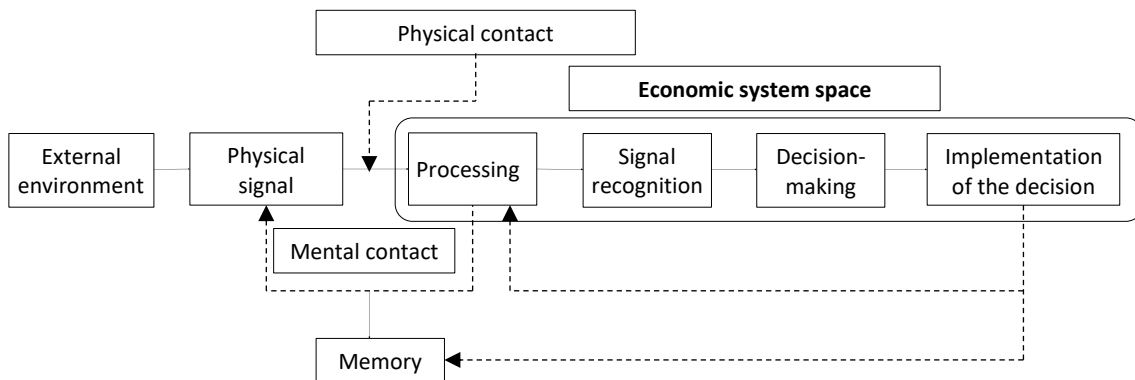 Physical contact
Economic system space
External
environment
Physical
signal
Processing
Signal
recognition
Decision-
making
Implementation
of the decision
Mental contact
Memory